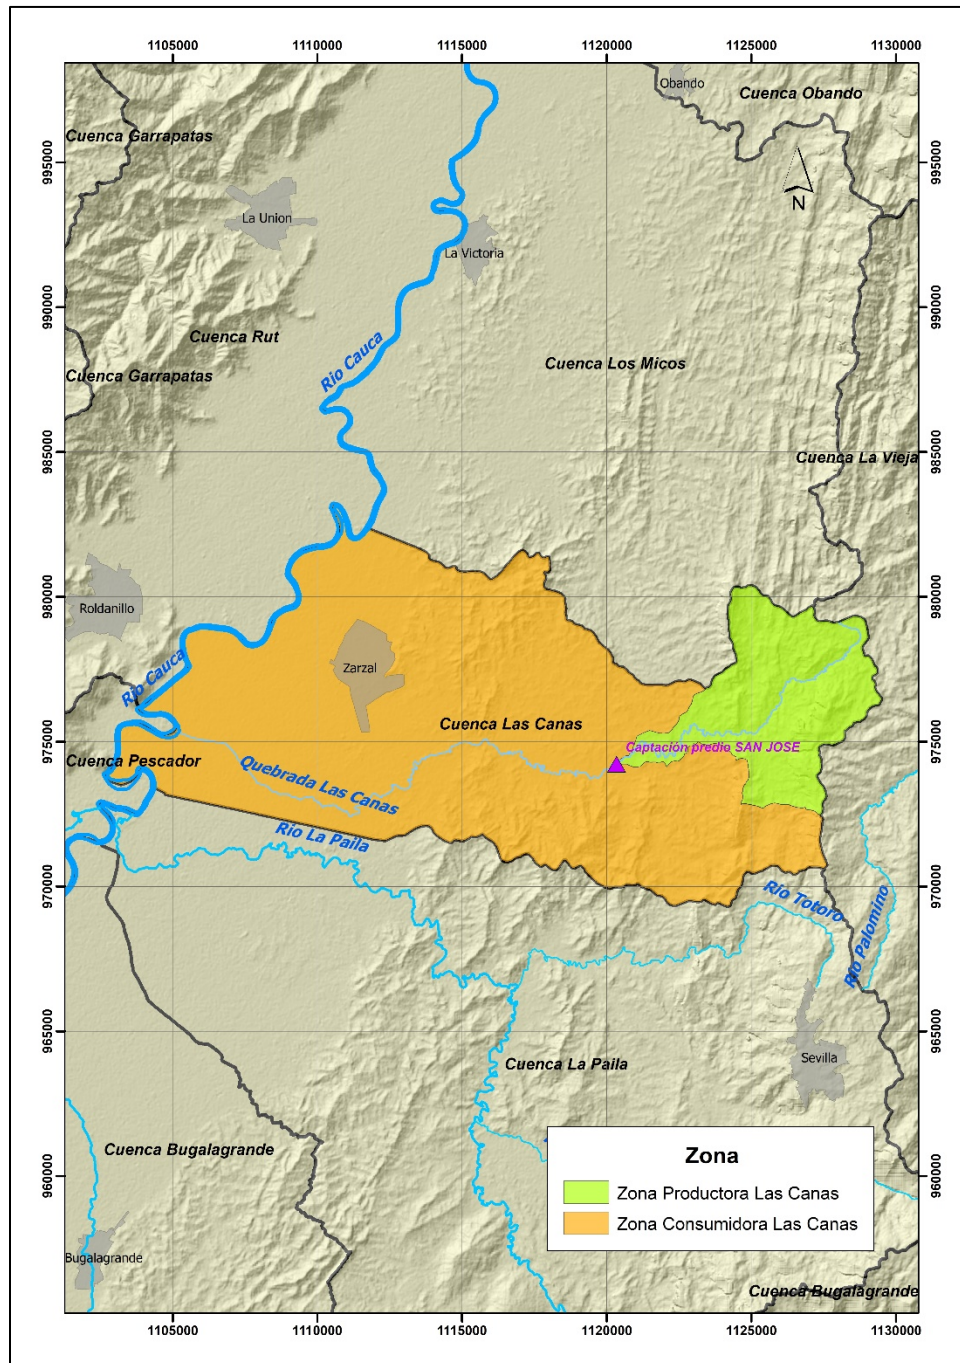 1105000 1110000 1115000 1120000 1125000 1130000
Obando
Cuenca Obando
Cuenca Garrapatas
995000 995000
N
La Union
La Victoria
990000 990000
Cuenca Rut
Rio Cauca
Cuenca Los Micos
Cuenca Garrapatas
985000 985000
Cuenca La Vieja
980000 980000
Roldanillo
Zarzal
Rio Cauca
Cuenca Las Canas
975000 975000
Captación predio SAN JOSE
Cuenca Pescador
Quebrada Las Canas
Rio La Paila
970000 970000
Rio Totoro
Rio Palomino
965000 965000
Cuenca La Paila
Sevilla
Cuenca Bugalagrande
960000 960000
Zona
Zona Productora Las Canas
Zona Consumidora Las Canas
Bugalagrande
Cuenca Bugalagrande
1105000 1110000 1115000 1120000 1125000 1130000